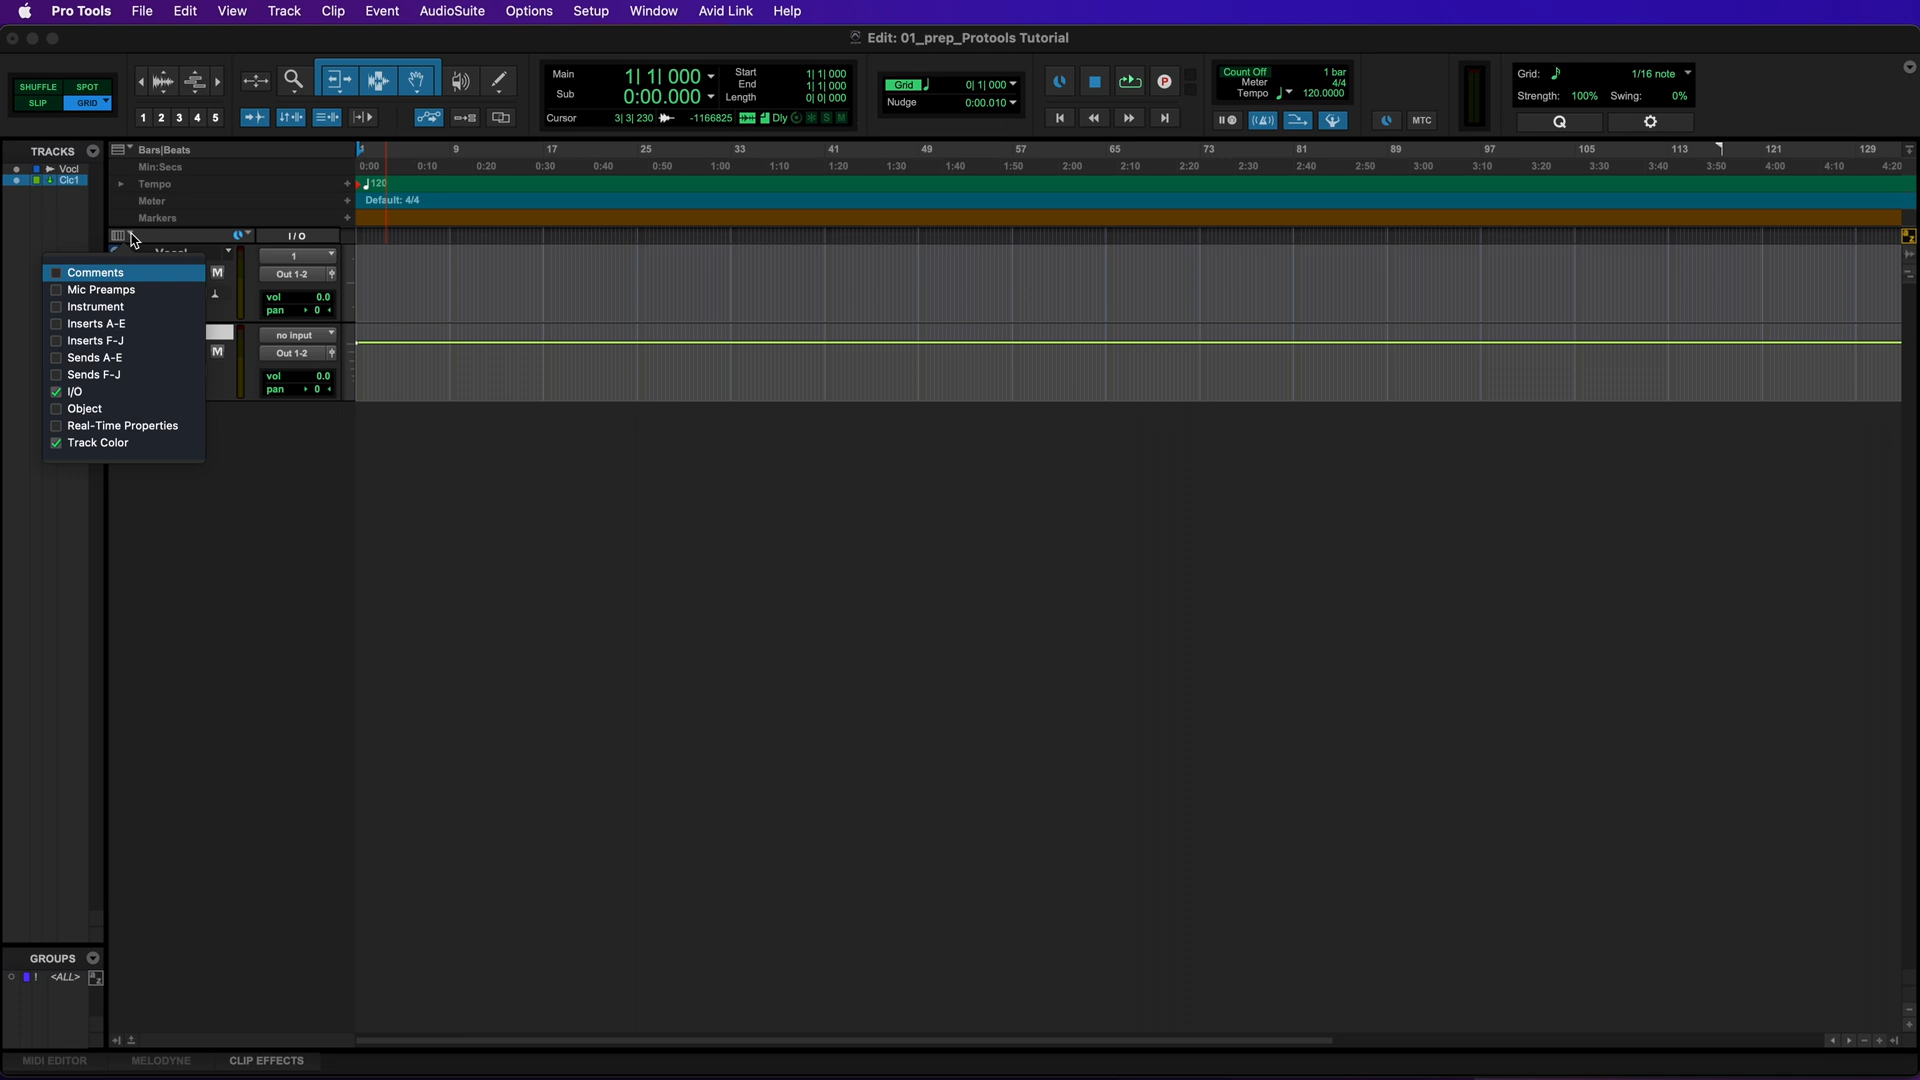 Pro Tools File Edit View Track Clip Event AudioSuite Options Setup Window Avid Link Help
Edit: 01_prep_Protools Tutorial
SHUFFLE SPOT
SLIP GRID
1 2 3 4 5
Main 1| 1| 000
Sub 0:00.000
Start 1| 1| 000
End 1| 1| 000
Length 0| 0| 000
Cursor 3| 3| 230 -1166825 Dly S M
Grid 0| 1| 000
Nudge 0:00.010
P
Count Off 1 bar
Meter 4/4
Tempo 120.0000
MTC
Grid: 1/16 note
Strength: 100% Swing: 0%
Q
TRACKS
Vocl
Clc1
Bars|Beats 1 9 17 25 33 41 49 57 65 73 81 89 97 105 113 121 129
Min:Secs 0:00 0:10 0:20 0:30 0:40 0:50 1:00 1:10 1:20 1:30 1:40 1:50 2:00 2:10 2:20 2:30 2:40 2:50 3:00 3:10 3:20 3:30 3:40 3:50 4:00 4:10 4:20
Tempo + 120
Meter + Default: 4/4
Markers +
I/O
a z
M
1
Out 1-2
vol 0.0
pan 0
M
no input
Out 1-2
vol 0.0
pan 0
Comments
Mic Preamps
Instrument
Inserts A-E
Inserts F-J
Sends A-E
Sends F-J
I/O
Object
Real-Time Properties
Track Color
GROUPS
! <ALL> a z
MIDI EDITOR MELODYNE CLIP EFFECTS